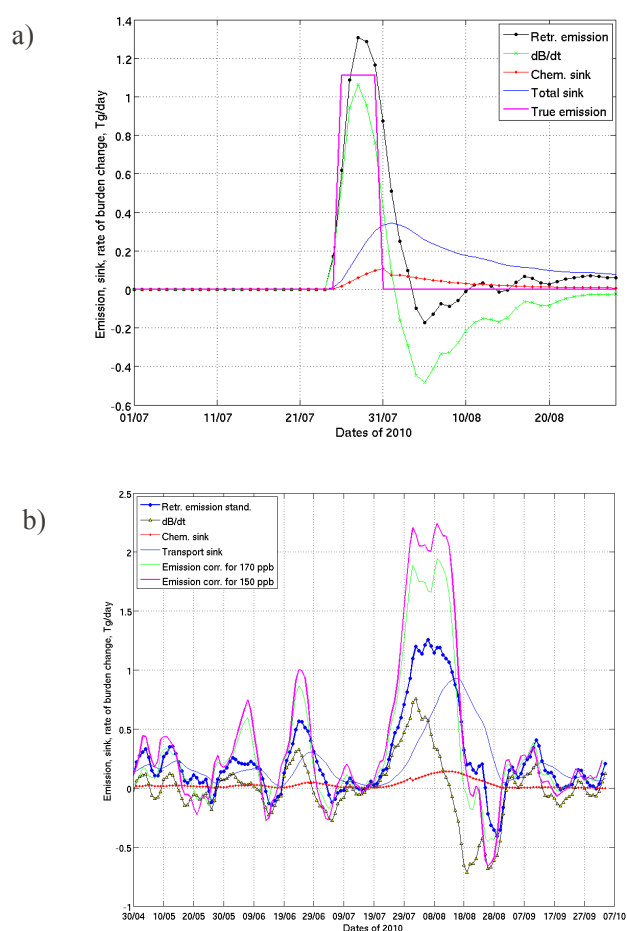 a)
1.4
1.2
1
0.8
0.6
0.4
0.2
0
-0.2
-0.4
-0.6
Emission, sink, rate of burden change, Tg/day
Retr. emission
dB/dt
Chem. sink
Total sink
True emission
01/07 11/07 21/07 31/07 10/08 20/08
Dates of 2010
b)
2.5
2
1.5
1
0.5
0
-0.5
-1
Emission, sink, rate of burden change, Tg/day
Retr. emission stand.
dB/dt
Chem. sink
Transport sink
Emission corr. for 170 ppb
Emission corr. for 150 ppb
30/04 10/05 20/05 30/05 09/06 19/06 29/06 09/07 19/07 29/07 08/08 18/08 28/08 07/09 17/09 27/09 07/10
Dates of 2010